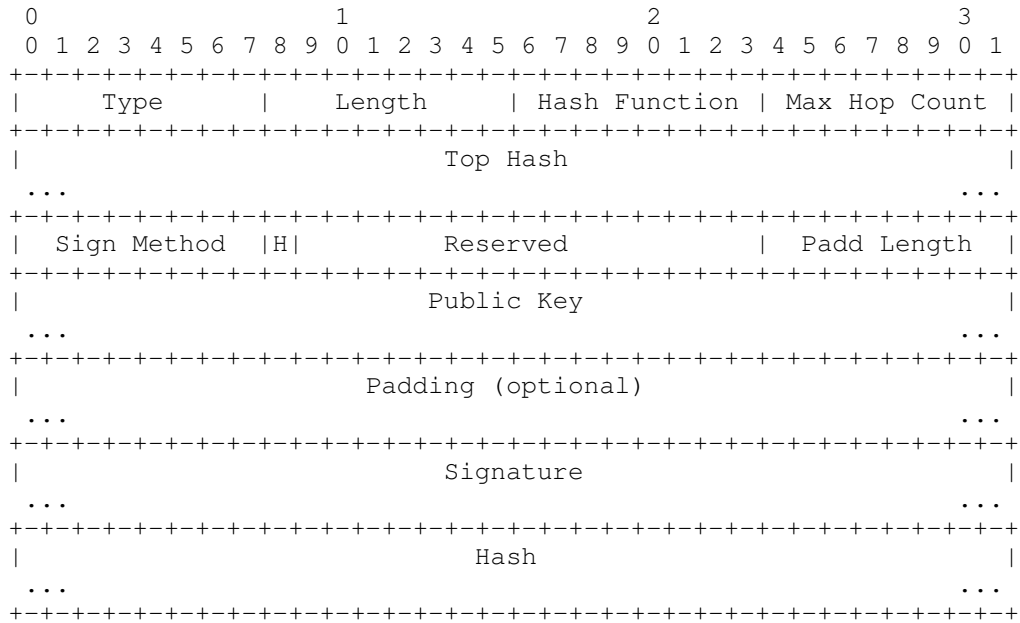 0                   1                   2                   3
 0 1 2 3 4 5 6 7 8 9 0 1 2 3 4 5 6 7 8 9 0 1 2 3 4 5 6 7 8 9 0 1
+-+-+-+-+-+-+-+-+-+-+-+-+-+-+-+-+-+-+-+-+-+-+-+-+-+-+-+-+-+-+-+-+
|     Type      |    Length     | Hash Function | Max Hop Count |
+-+-+-+-+-+-+-+-+-+-+-+-+-+-+-+-+-+-+-+-+-+-+-+-+-+-+-+-+-+-+-+-+
|                           Top Hash                            |
 ...                                                         ...
+-+-+-+-+-+-+-+-+-+-+-+-+-+-+-+-+-+-+-+-+-+-+-+-+-+-+-+-+-+-+-+-+
|  Sign Method  |H|         Reserved            |  Padd Length  |
+-+-+-+-+-+-+-+-+-+-+-+-+-+-+-+-+-+-+-+-+-+-+-+-+-+-+-+-+-+-+-+-+
|                          Public Key                           |
 ...                                                         ...
+-+-+-+-+-+-+-+-+-+-+-+-+-+-+-+-+-+-+-+-+-+-+-+-+-+-+-+-+-+-+-+-+
|                      Padding (optional)                       |
 ...                                                         ...
+-+-+-+-+-+-+-+-+-+-+-+-+-+-+-+-+-+-+-+-+-+-+-+-+-+-+-+-+-+-+-+-+
|                           Signature                           |
 ...                                                         ...
+-+-+-+-+-+-+-+-+-+-+-+-+-+-+-+-+-+-+-+-+-+-+-+-+-+-+-+-+-+-+-+-+
|                             Hash                              |
 ...                                                         ...
+-+-+-+-+-+-+-+-+-+-+-+-+-+-+-+-+-+-+-+-+-+-+-+-+-+-+-+-+-+-+-+-+